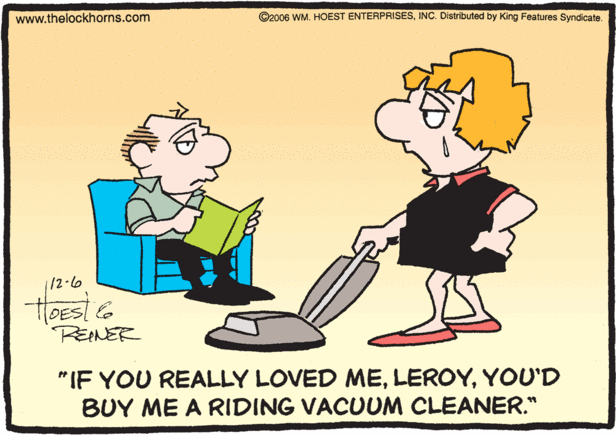 www.thelockhorns.com
©2006 WM. HOEST ENTERPRISES, INC. Distributed by King Features Syndicate.
12-6
HOEST &
REINER
"IF YOU REALLY LOVED ME, LEROY, YOU'D
BUY ME A RIDING VACUUM CLEANER."